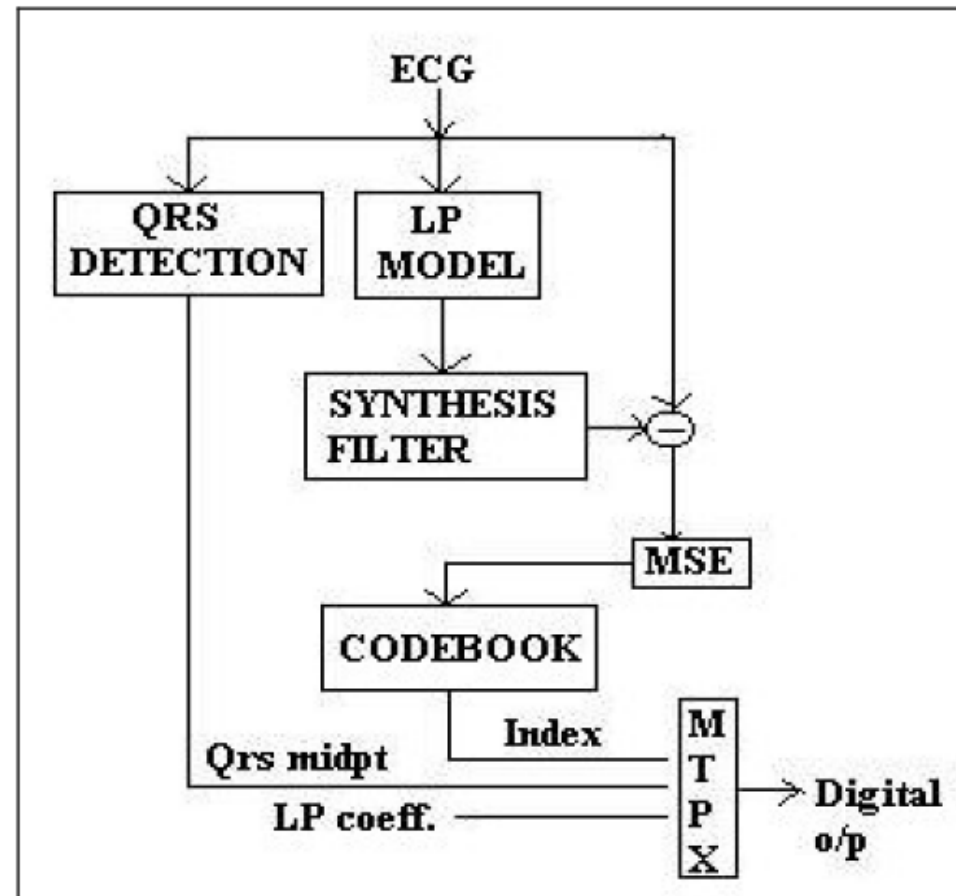 ECG
QRS
DETECTION
LP
MODEL
SYNTHESIS
FILTER
—
MSE
CODEBOOK
Index
Qrs midpt
LP coeff.
M
T
P
X
Digital
o/p